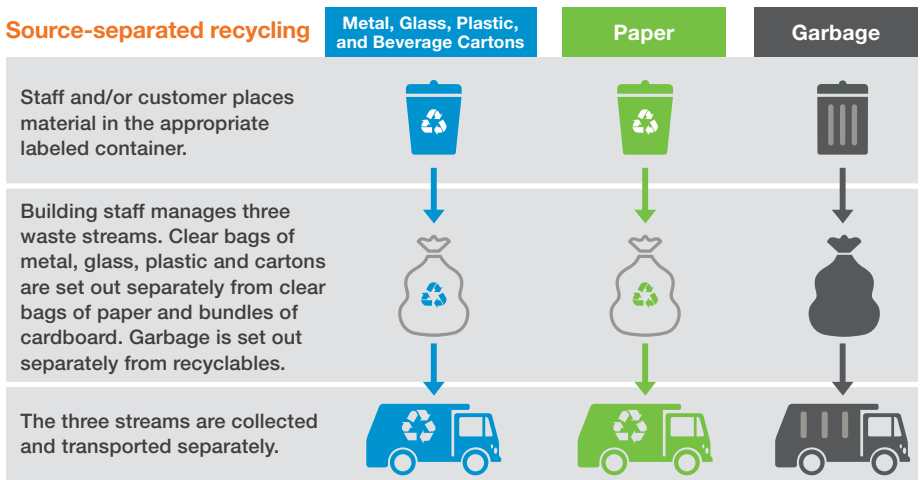 Source-separated recycling
Metal, Glass, Plastic,
and Beverage Cartons
Paper
Garbage
Staff and/or customer places
material in the appropriate
labeled container.
Building staff manages three
waste streams. Clear bags of
metal, glass, plastic and cartons
are set out separately from clear
bags of paper and bundles of
cardboard. Garbage is set out
separately from recyclables.
The three streams are collected
and transported separately.